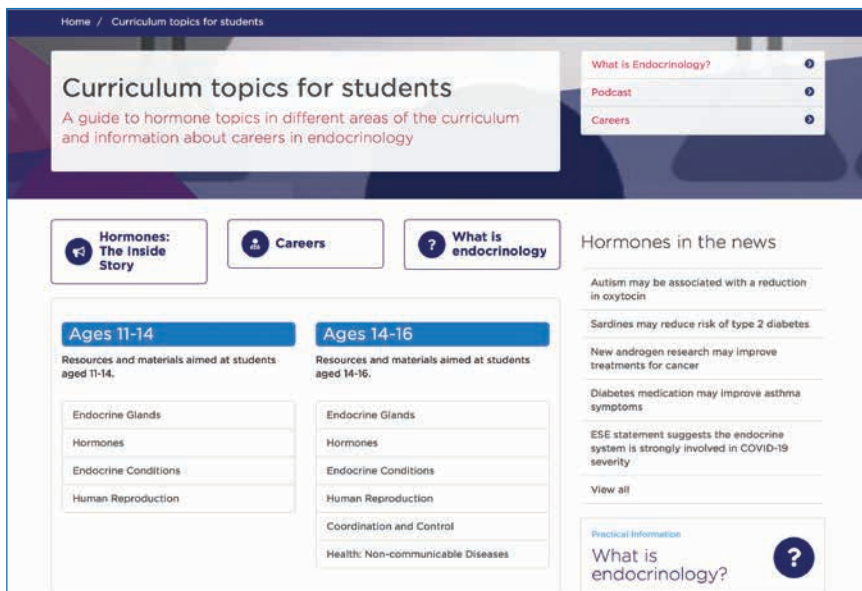 Home / Curriculum topics for students
Curriculum topics for students
A guide to hormone topics in different areas of the curriculum
and information about careers in endocrinology
What is Endocrinology?
Podcast
Careers
Hormones:
The Inside
Story
Careers
?
What is
endocrinology
Ages 11-14
Resources and materials aimed at students
aged 11-14.
Endocrine Glands
Hormones
Endocrine Conditions
Human Reproduction
Ages 14-16
Resources and materials aimed at students
aged 14-16.
Endocrine Glands
Hormones
Endocrine Conditions
Human Reproduction
Coordination and Control
Health: Non-communicable Diseases
Hormones in the news
Autism may be associated with a reduction
in oxytocin
Sardines may reduce risk of type 2 diabetes
New androgen research may improve
treatments for cancer
Diabetes medication may improve asthma
symptoms
ESE statement suggests the endocrine
system is strongly involved in COVID-19
severity
View all
Practical Information
What is
endocrinology?
?